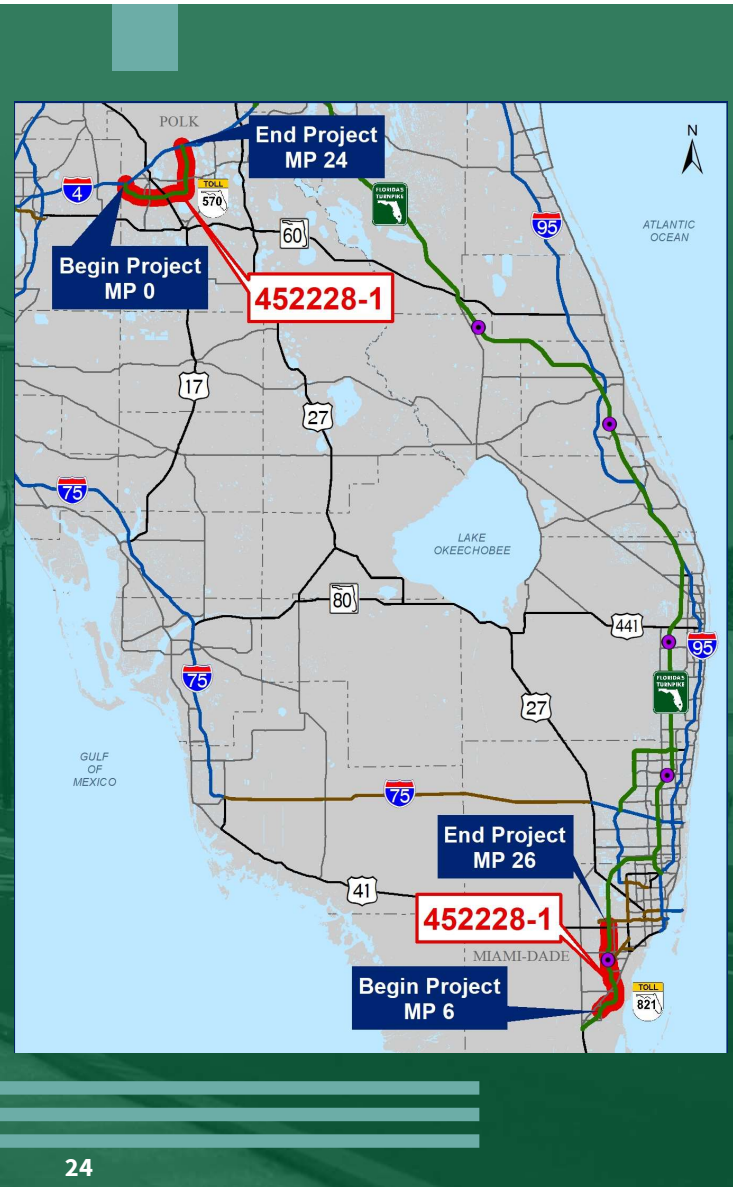 POLK
End Project
MP 24
N
4
TOLL
570
FLORIDA'S
TURNPIKE
95
ATLANTIC
OCEAN
60
Begin Project
MP 0
452228-1
17
27
75
LAKE
OKEECHOBEE
80
441
95
75
FLORIDA'S
TURNPIKE
27
GULF
OF
MEXICO
75
End Project
MP 26
41
452228-1
MIAMI-DADE
Begin Project
MP 6
TOLL
821
24